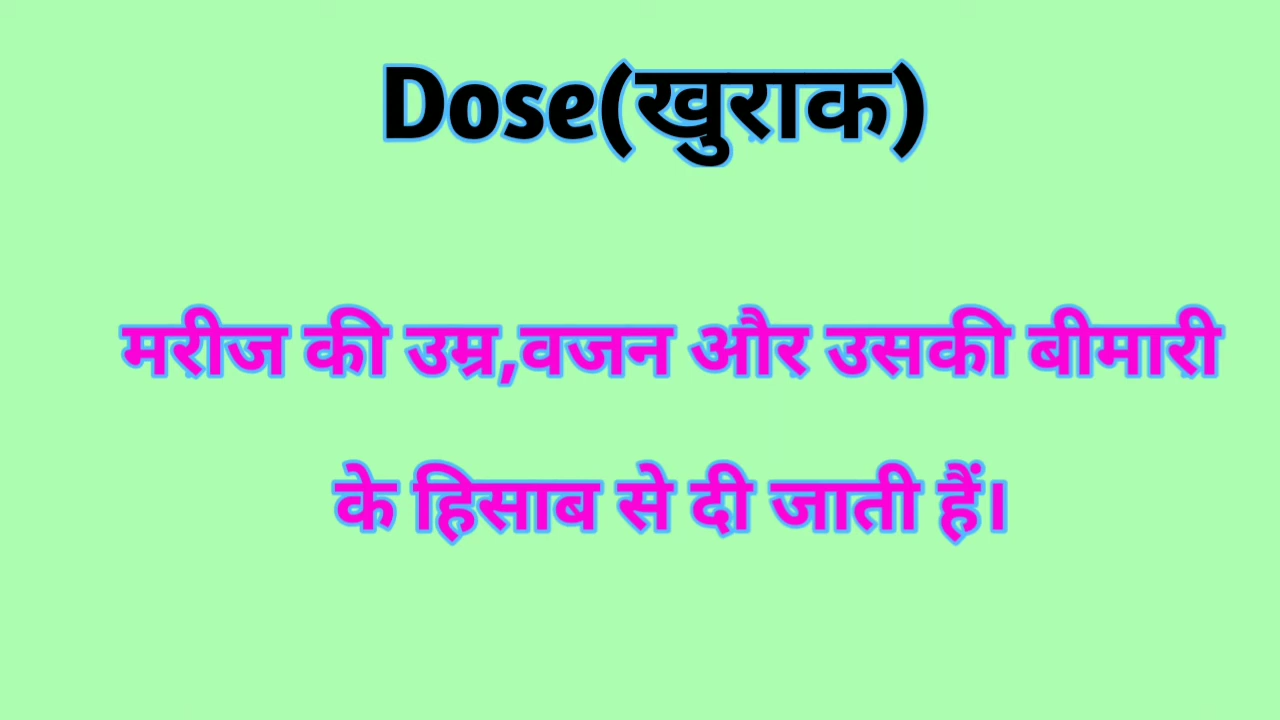 Dose(खुराक)
मरीज की उम्र,वजन और उसकी बीमारी
के हिसाब से दी जाती हैं।